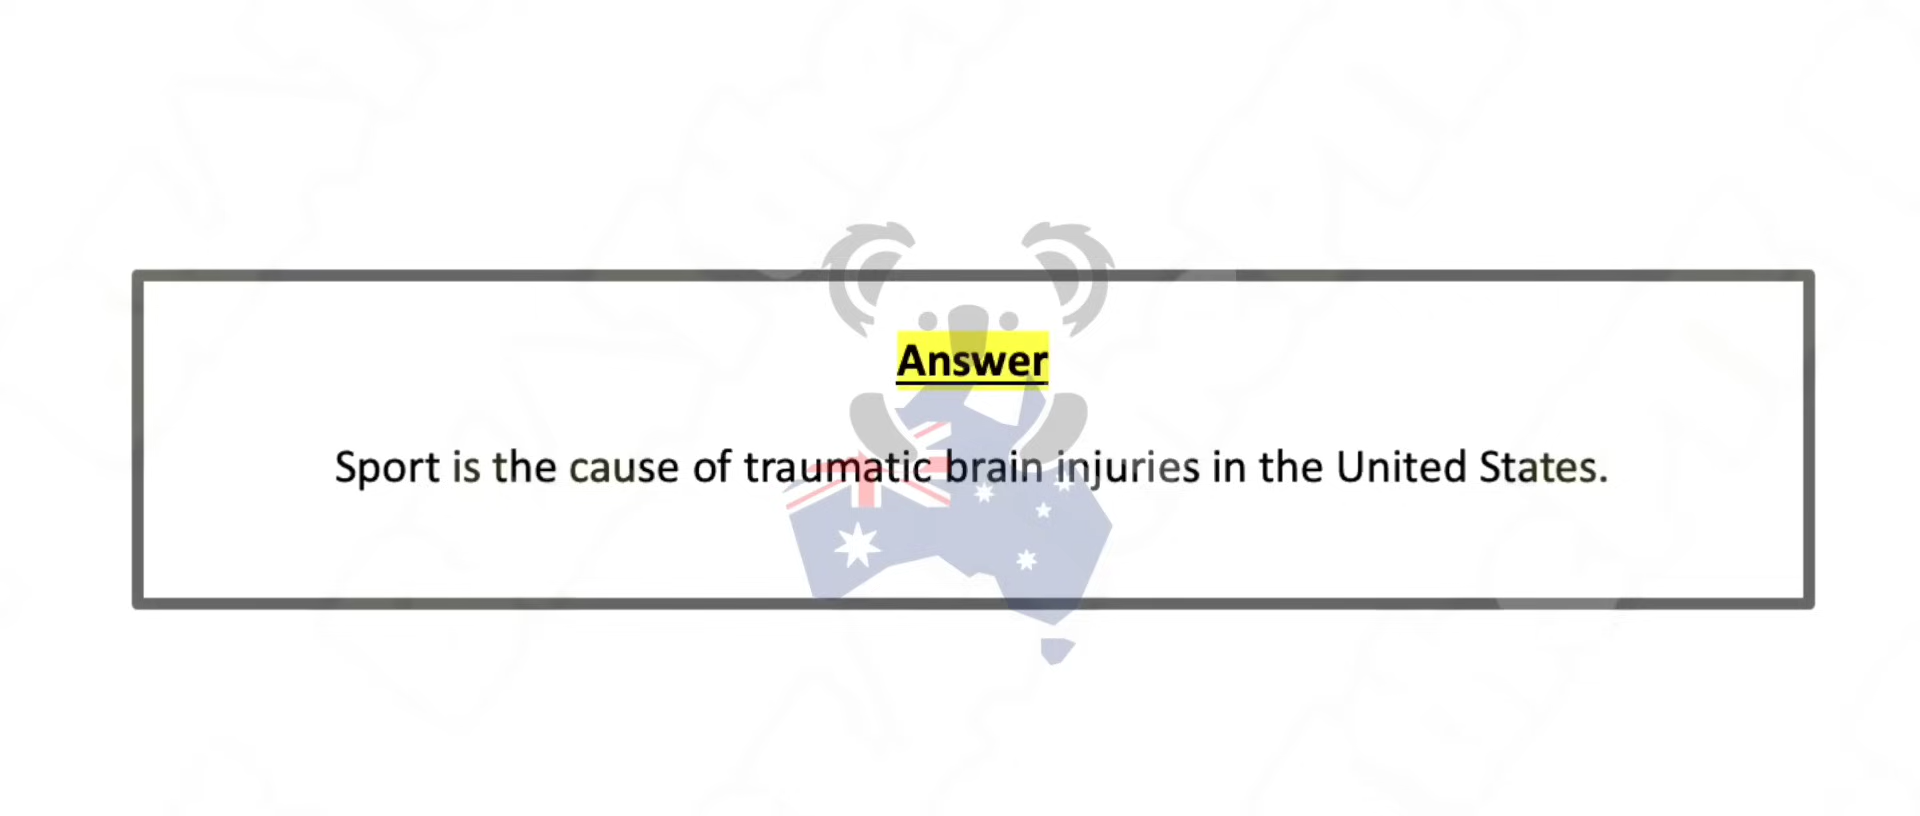 Answer
Sport is the cause of traumatic brain injuries in the United States.